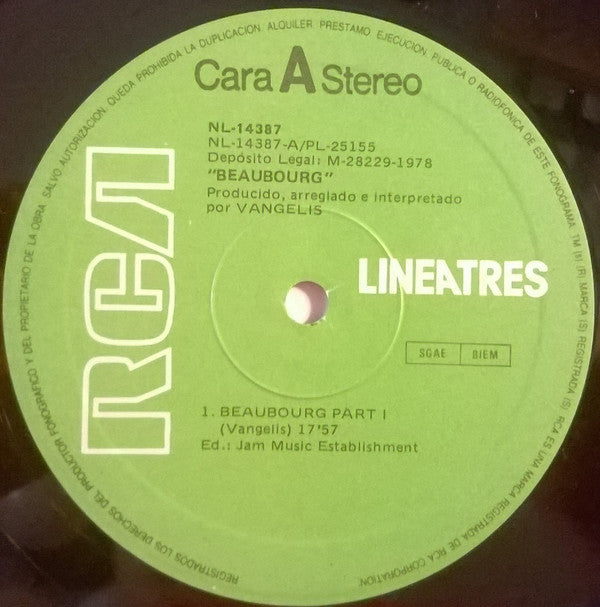 REGISTRADOS LOS DERECHOS DEL PRODUCTOR FONOGRAFICO Y DEL PROPIETARIO DE LA OBRA. SALVO AUTORIZACION, QUEDA PROHIBIDA LA DUPLICACION, ALQUILER, PRESTAMO, EJECUCION, PUBLICA O RADIOFONICA DE ESTE FONOGRAMA. TM (s) (R) MARCA (S) REGISTRADA (S) RCA ES UNA MARCA REGISTRADA DE RCA CORPORATION.
Cara A Stereo
NL-14387
NL-14387-A/PL-25155
Depósito Legal: M-28229-1978
"BEAUBOURG"
Producido, arreglado e interpretado
por VANGELIS
RCA
LINEATRES
SGAE BIEM
1. BEAUBOURG PART I
(Vangelis) 17'57
Ed.: Jam Music Establishment